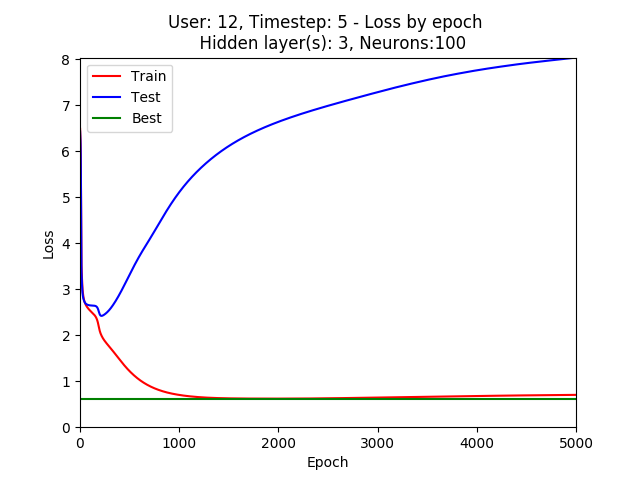 User: 12, Timestep: 5 - Loss by epoch
Hidden layer(s): 3, Neurons:100
8
Train
Test
Best
7
6
5
4
3
2
1
0
Loss
0 1000 2000 3000 4000 5000
Epoch